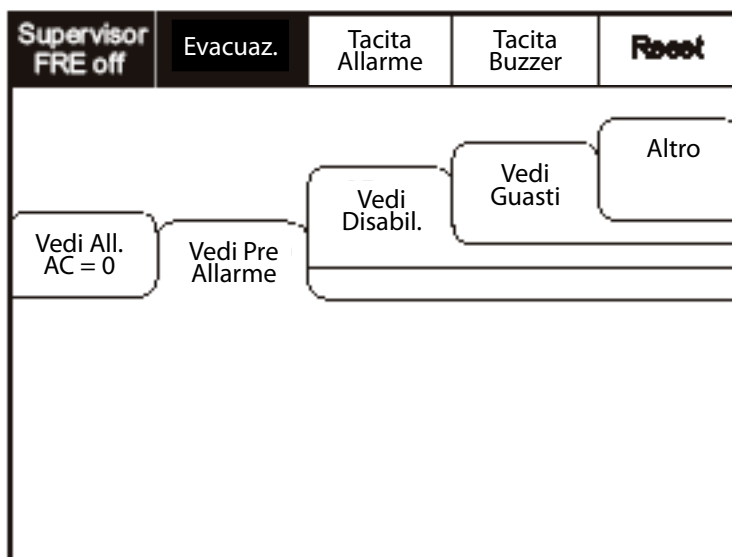 Supervisor
FRE off
Evacuaz.
Tacita
Allarme
Tacita
Buzzer
Reset
Altro
Vedi
Guasti
Vedi
Disabil.
Vedi All.
AC = 0
Vedi Pre
Allarme